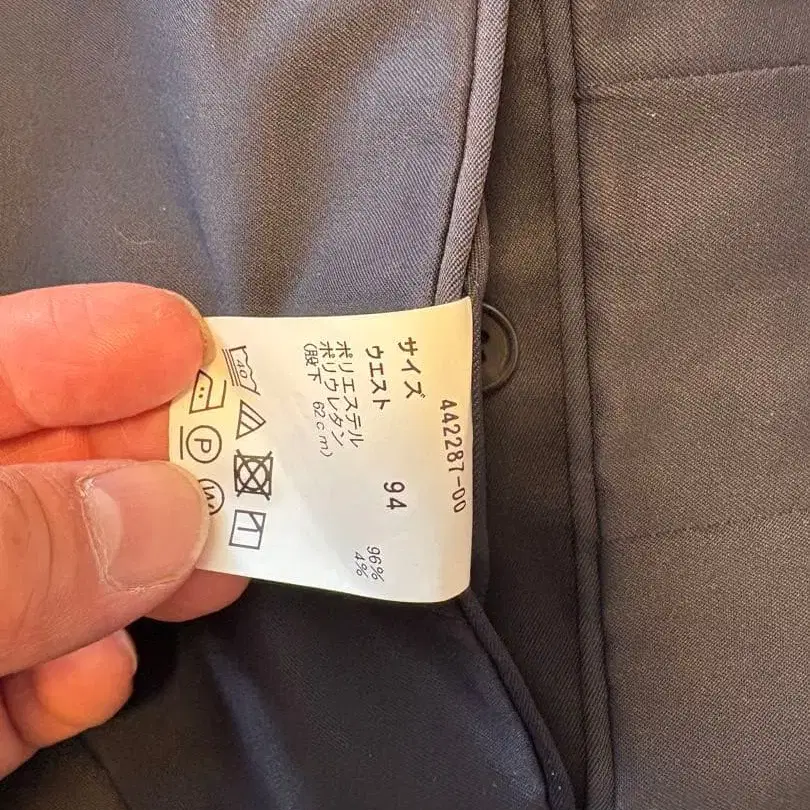 442287-00
サイズ
ウエスト 94
ポリエステル 96%
ポリウレタン 4%
(股下 62cm)
40
P